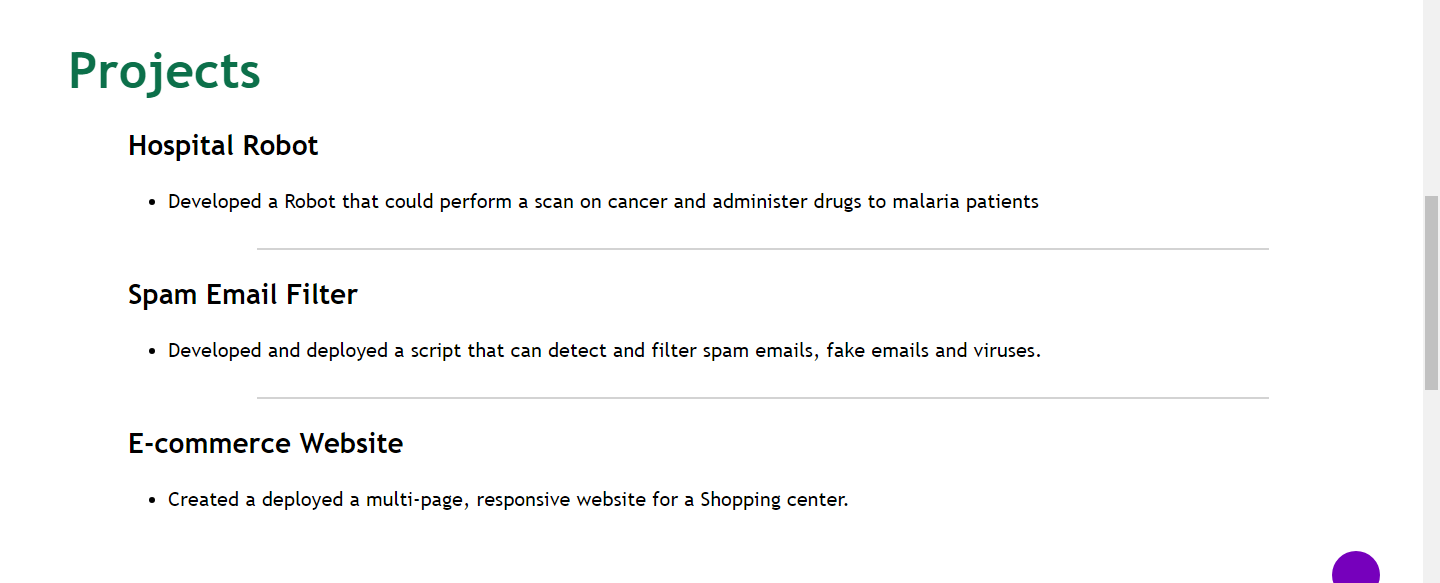 Projects
Hospital Robot
Developed a Robot that could perform a scan on cancer and administer drugs to malaria patients
Spam Email Filter
Developed and deployed a script that can detect and filter spam emails, fake emails and viruses.
E-commerce Website
Created a deployed a multi-page, responsive website for a Shopping center.